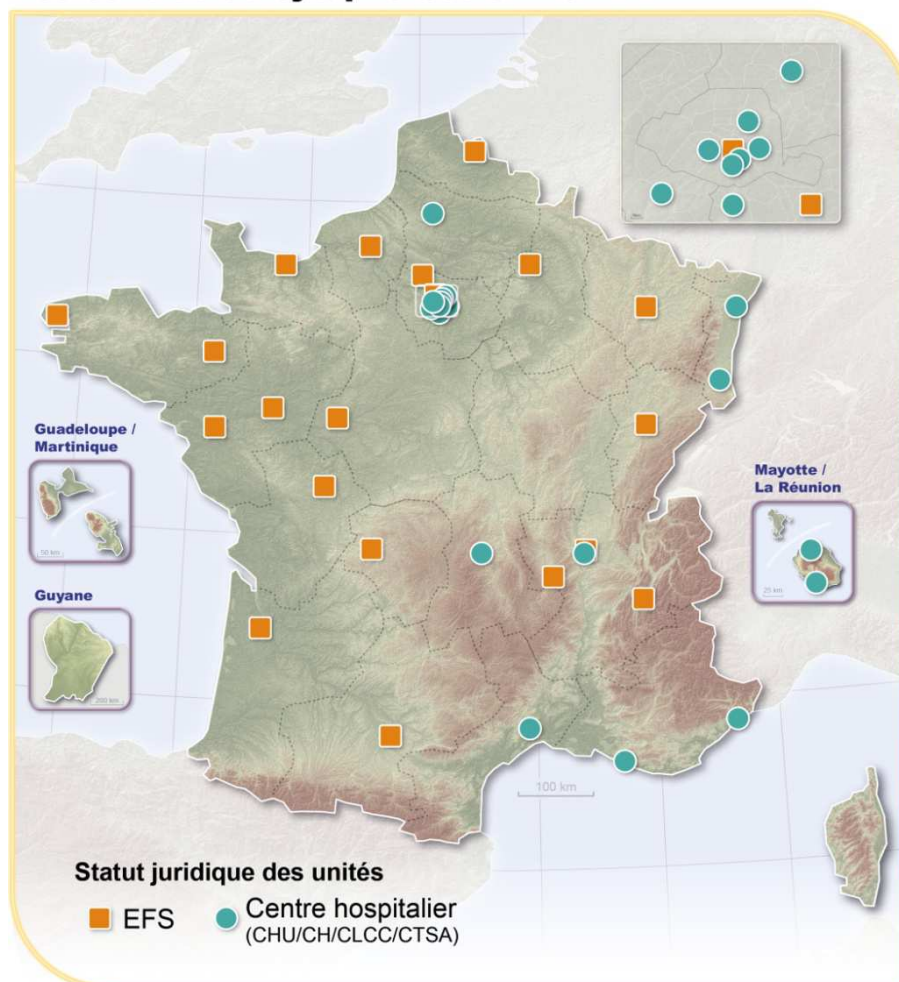 Guadeloupe /
Martinique
50 km
Guyane
200 km
Mayotte /
La Réunion
25 km
100 km
Statut juridique des unités
EFS
Centre hospitalier
(CHU/CH/CLCC/CTSA)